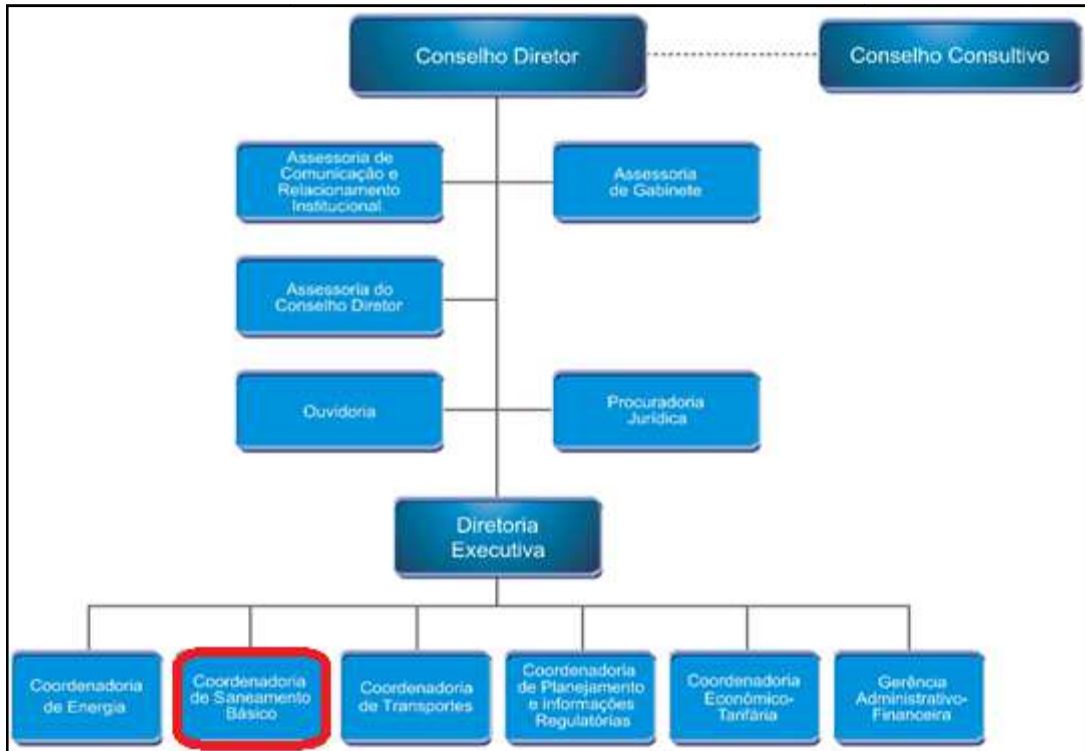 Conselho Diretor
Conselho Consultivo
Assessoria de
Comunicação e
Relacionamento
Institucional
Assessoria
de Gabinete
Assessoria do
Conselho Diretor
Ouvidoria
Procuradoria
Jurídica
Diretoria
Executiva
Coordenadoria
de Energia
Coordenadoria
de Saneamento
Básico
Coordenadoria
de Transportes
Coordenadoria
de Planejamento
e informações
Regulatórias
Coordenadoria
Econômico-
Tarifária
Gerência
Administrativo-
Financeira